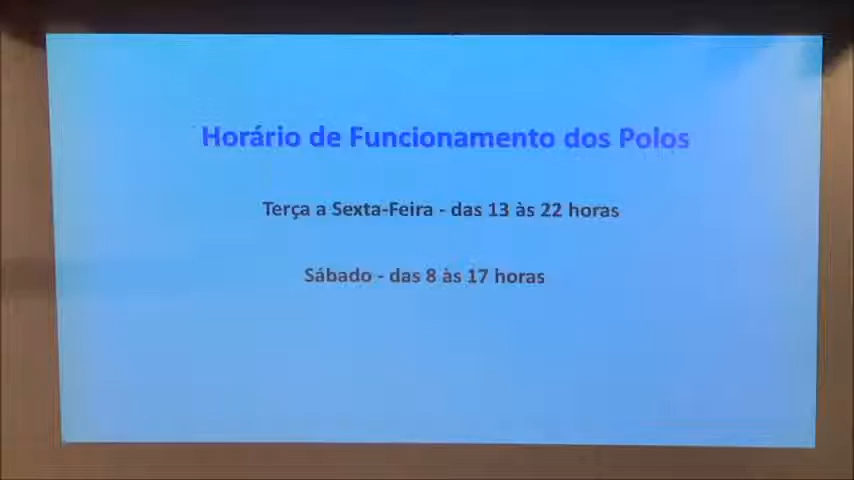 Horário de Funcionamento dos Polos
Terça a Sexta-Feira - das 13 às 22 horas
Sábado - das 8 às 17 horas